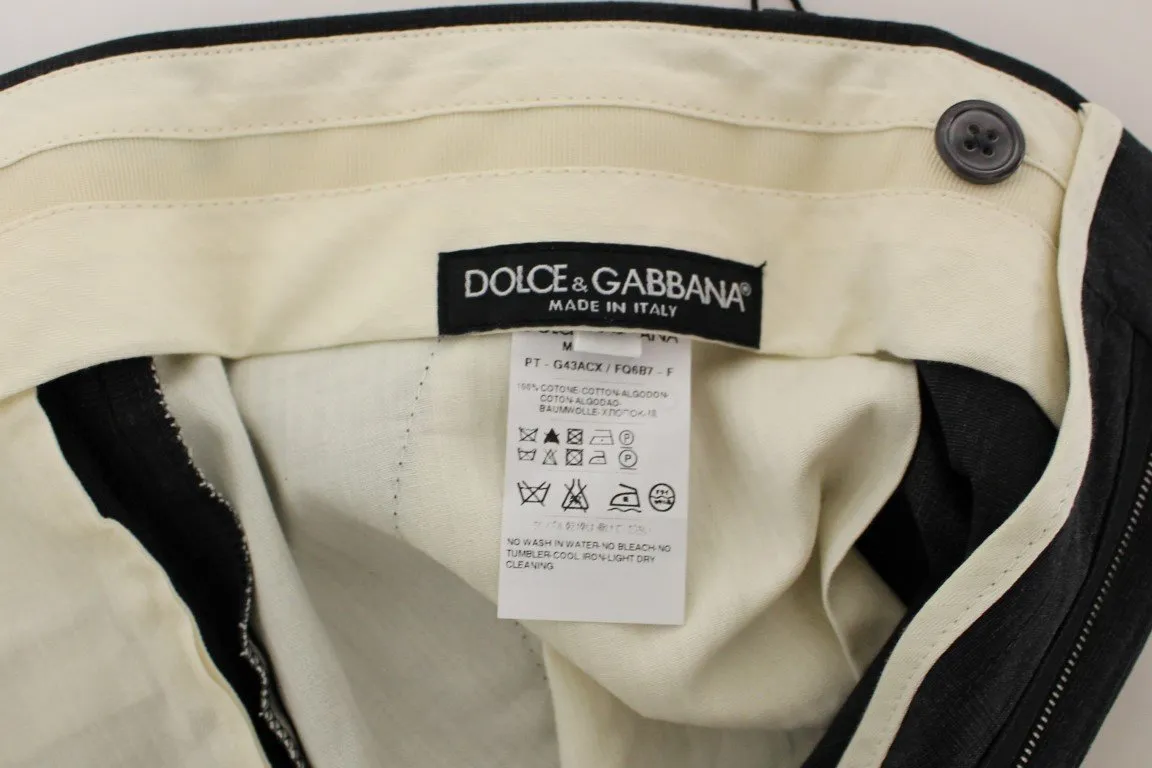 DOLCE & GABBANA®
MADE IN ITALY
PT - G43ACX / FQ6B7 - F
100% COTONE-COTTON-ALGODON-
COTON-ALGODAO-
BAUMWOLLE-ХЛОПОК-棉
NO WASH IN WATER-NO BLEACH-NO
TUMBLER-COOL IRON-LIGHT DRY
CLEANING